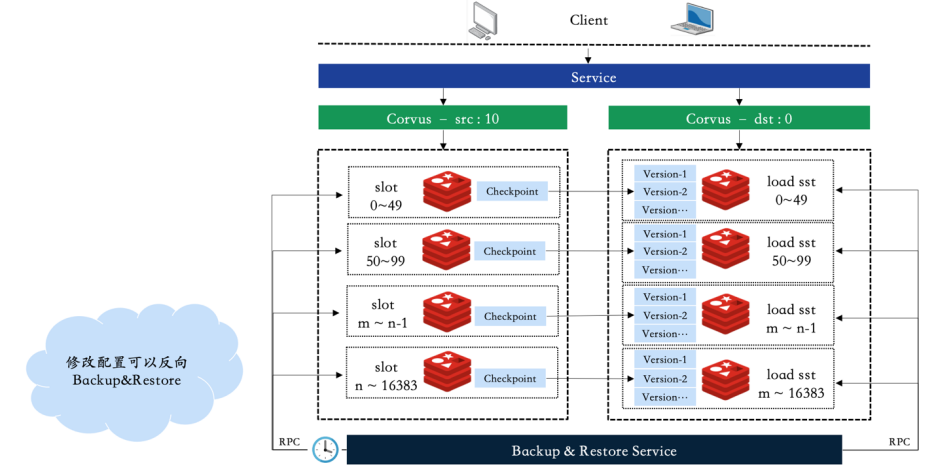 Client
Service
Corvus – src : 10
Corvus – dst : 0
slot
0~49
Checkpoint
Version-1
Version-2
Version…
load sst
0~49
slot
50~99
Checkpoint
Version-1
Version-2
Version…
load sst
50~99
slot
m ~ n-1
Checkpoint
Version-1
Version-2
Version…
load sst
m ~ n-1
slot
n ~ 16383
Checkpoint
Version-1
Version-2
Version…
load sst
m ~ 16383
修改配置可以反向
Backup&Restore
RPC
Backup & Restore Service
RPC